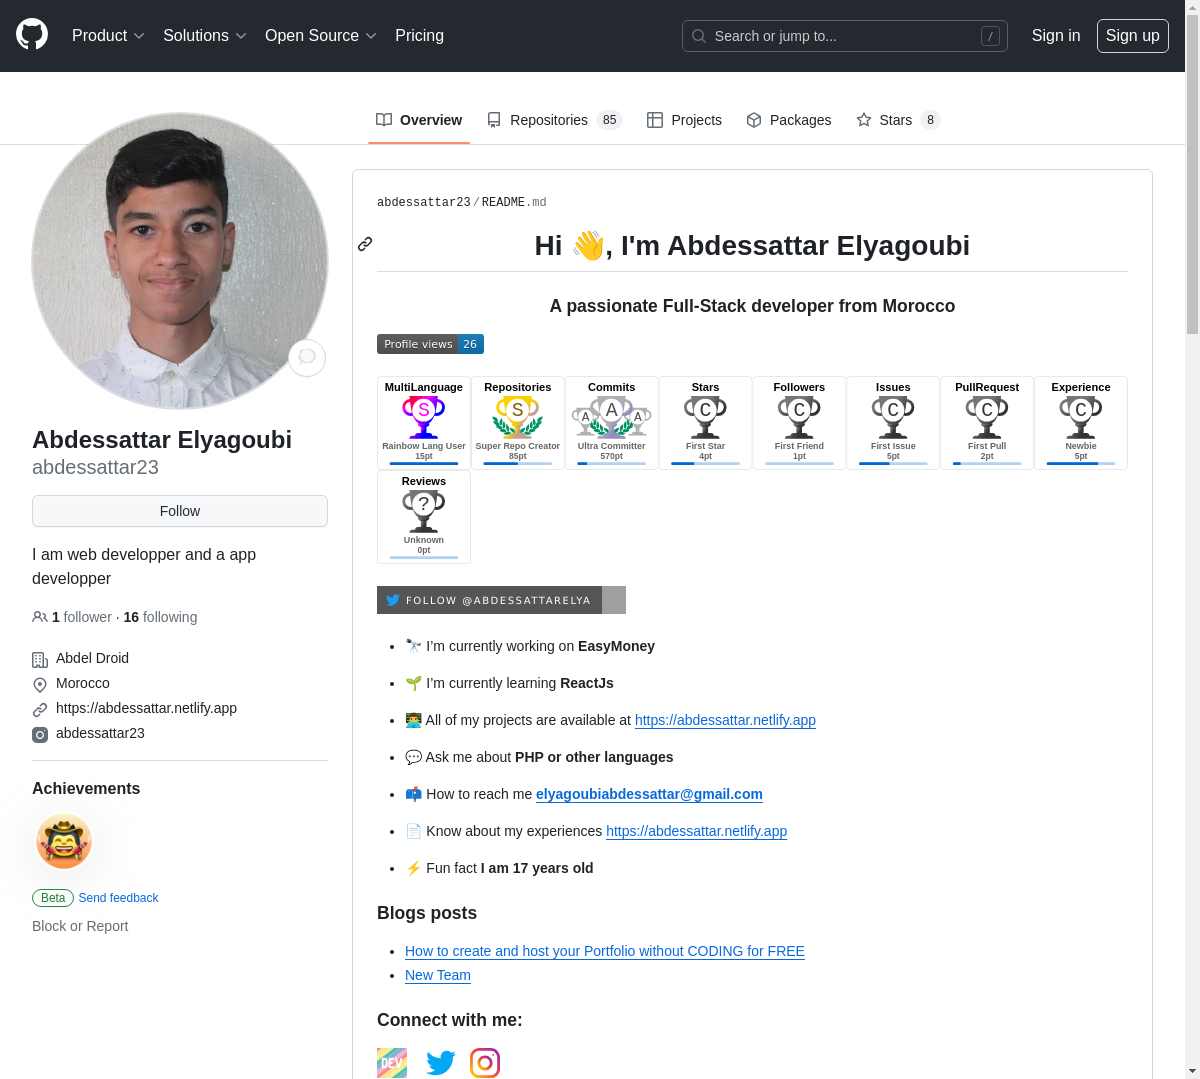 Product Solutions Open Source Pricing Search or jump to... / Sign in Sign up
Overview Repositories 85 Projects Packages Stars 8
Abdessattar Elyagoubi
abdessattar23
Follow
I am web developper and a app
developper
1 follower · 16 following
Abdel Droid
Morocco
https://abdessattar.netlify.app
abdessattar23
Achievements
Beta Send feedback
Block or Report
abdessattar23/README.md
Hi 👋, I'm Abdessattar Elyagoubi
A passionate Full-Stack developer from Morocco
Profile views 26
MultiLanguage Repositories Commits Stars Followers Issues PullRequest Experience
S S A A A C C C C C
Rainbow Lang User Super Repo Creator Ultra Committer First Star First Friend First Issue First Pull Newbie
15pt 85pt 570pt 4pt 1pt 5pt 2pt 5pt
Reviews
?
Unknown
0pt
FOLLOW @ABDESSATTARELYA
🔭 I’m currently working on EasyMoney
🌱 I’m currently learning ReactJs
👨‍💻 All of my projects are available at https://abdessattar.netlify.app
💬 Ask me about PHP or other languages
📫 How to reach me elyagoubiabdessattar@gmail.com
📄 Know about my experiences https://abdessattar.netlify.app
⚡ Fun fact I am 17 years old
Blogs posts
How to create and host your Portfolio without CODING for FREE
New Team
Connect with me:
DEV